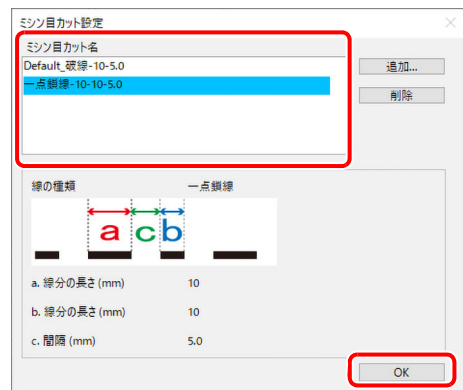 ミシン目カット設定
ミシン目カット名
Default_破線-10-5.0
一点鎖線-10-10-5.0
追加...
削除
線の種類
一点鎖線
a c b
a. 線分の長さ (mm)
10
b. 線分の長さ (mm)
10
c. 間隔 (mm)
5.0
OK